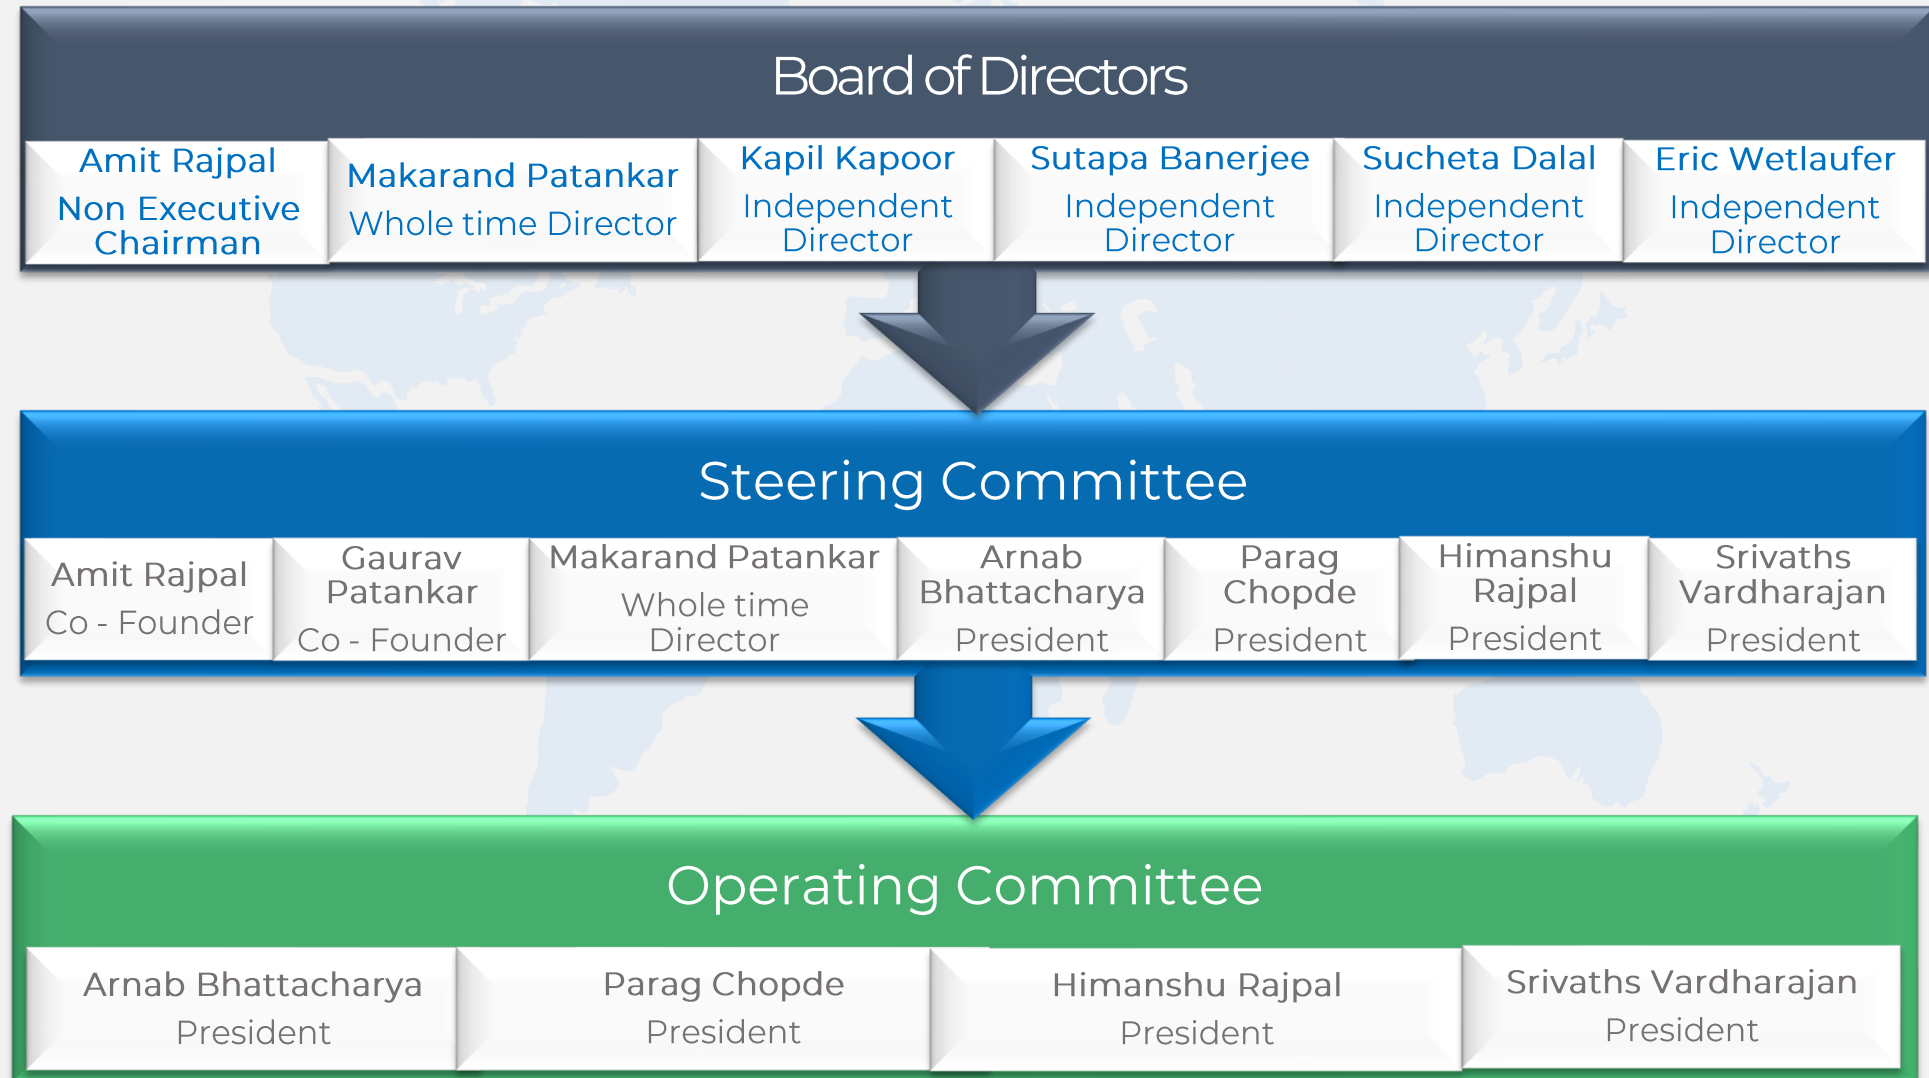 Board of Directors
Amit Rajpal
Non Executive
Chairman
Makarand Patankar
Whole time Director
Kapil Kapoor
Independent
Director
Sutapa Banerjee
Independent
Director
Sucheta Dalal
Independent
Director
Eric Wetlaufer
Independent
Director
Steering Committee
Amit Rajpal
Co - Founder
Gaurav
Patankar
Co - Founder
Makarand Patankar
Whole time
Director
Arnab
Bhattacharya
President
Parag
Chopde
President
Himanshu
Rajpal
President
Srivaths
Vardharajan
President
Operating Committee
Arnab Bhattacharya
President
Parag Chopde
President
Himanshu Rajpal
President
Srivaths Vardharajan
President